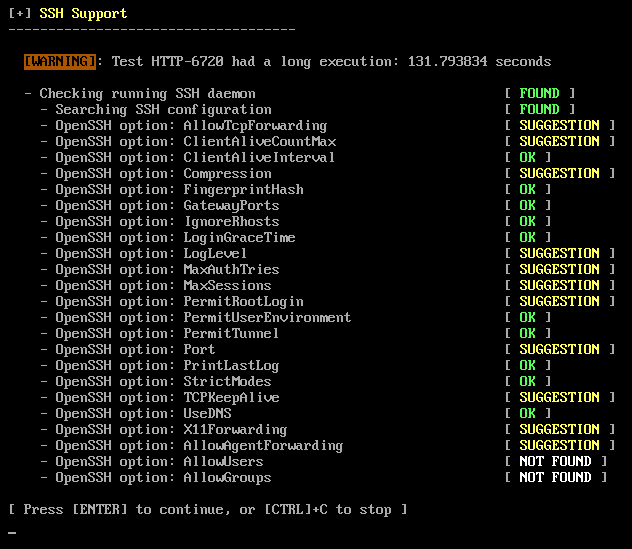 [+] SSH Support
------------------------------------
[WARNING]: Test HTTP-6720 had a long execution: 131.793834 seconds
- Checking running SSH daemon [ FOUND ]
- Searching SSH configuration [ FOUND ]
- OpenSSH option: AllowTcpForwarding [ SUGGESTION ]
- OpenSSH option: ClientAliveCountMax [ SUGGESTION ]
- OpenSSH option: ClientAliveInterval [ OK ]
- OpenSSH option: Compression [ SUGGESTION ]
- OpenSSH option: FingerprintHash [ OK ]
- OpenSSH option: GatewayPorts [ OK ]
- OpenSSH option: IgnoreRhosts [ OK ]
- OpenSSH option: LoginGraceTime [ OK ]
- OpenSSH option: LogLevel [ SUGGESTION ]
- OpenSSH option: MaxAuthTries [ SUGGESTION ]
- OpenSSH option: MaxSessions [ SUGGESTION ]
- OpenSSH option: PermitRootLogin [ SUGGESTION ]
- OpenSSH option: PermitUserEnvironment [ OK ]
- OpenSSH option: PermitTunnel [ OK ]
- OpenSSH option: Port [ SUGGESTION ]
- OpenSSH option: PrintLastLog [ OK ]
- OpenSSH option: StrictModes [ OK ]
- OpenSSH option: TCPKeepAlive [ SUGGESTION ]
- OpenSSH option: UseDNS [ OK ]
- OpenSSH option: X11Forwarding [ SUGGESTION ]
- OpenSSH option: AllowAgentForwarding [ SUGGESTION ]
- OpenSSH option: AllowUsers [ NOT FOUND ]
- OpenSSH option: AllowGroups [ NOT FOUND ]
[ Press [ENTER] to continue, or [CTRL]+C to stop ]
_